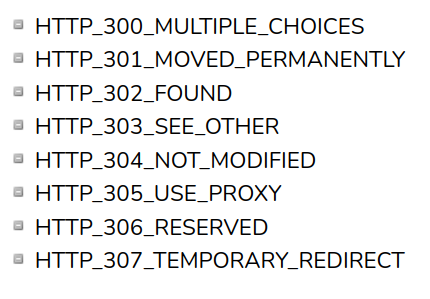 HTTP_300_MULTIPLE_CHOICES
HTTP_301_MOVED_PERMANENTLY
HTTP_302_FOUND
HTTP_303_SEE_OTHER
HTTP_304_NOT_MODIFIED
HTTP_305_USE_PROXY
HTTP_306_RESERVED
HTTP_307_TEMPORARY_REDIRECT